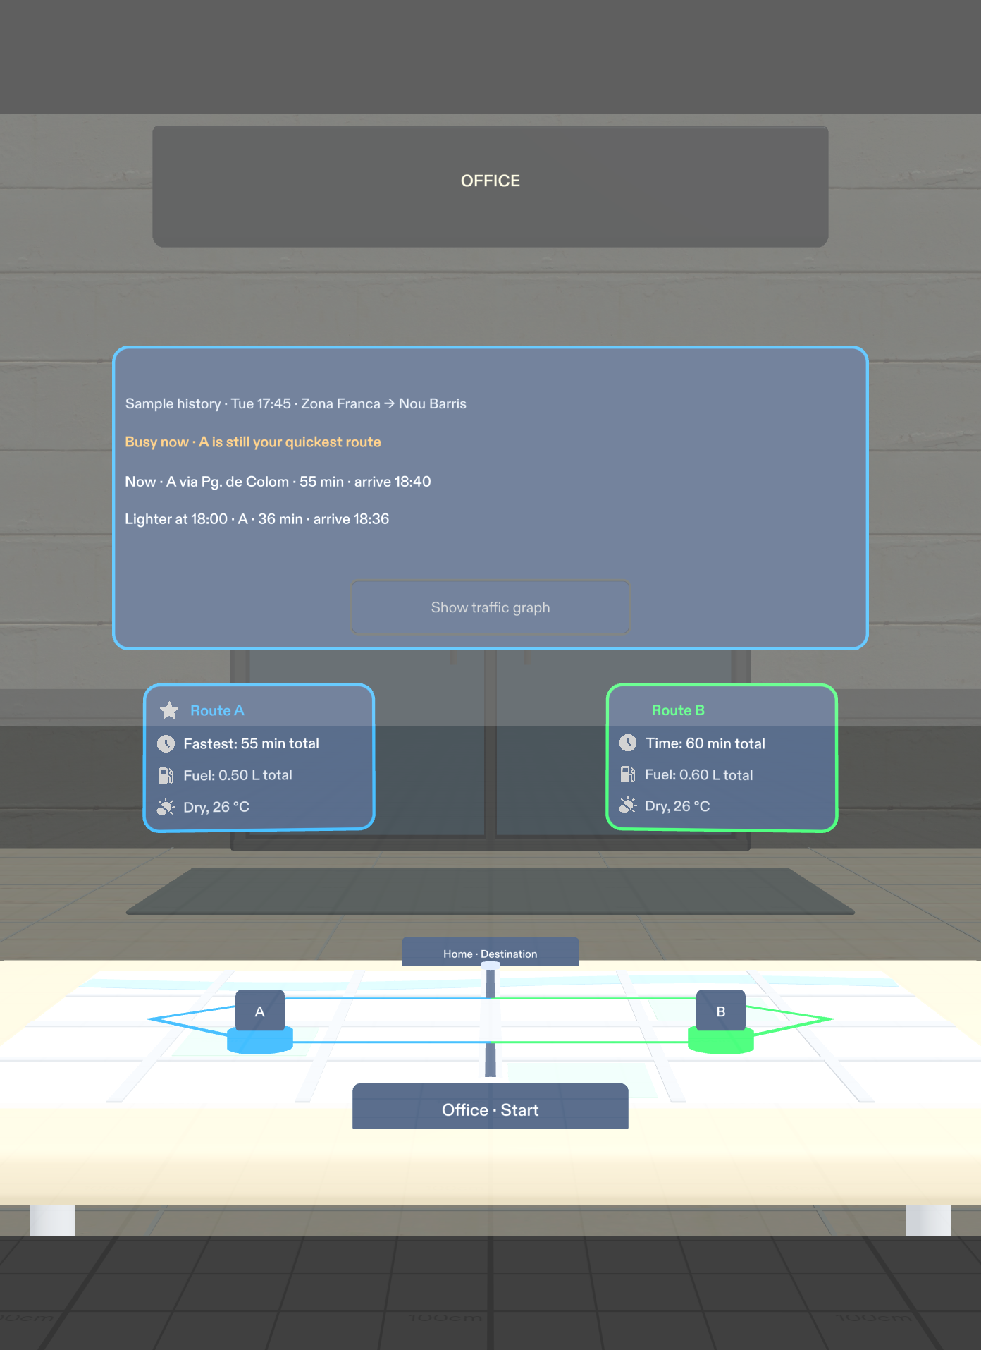 OFFICE
Sample history · Tue 17:45 · Zona Franca → Nou Barris
Busy now · A is still your quickest route
Now · A via Pg. de Colom · 55 min · arrive 18:40
Lighter at 18:00 · A · 36 min · arrive 18:36
Show traffic graph
Route A
Fastest: 55 min total
Fuel: 0.50 L total
Dry, 26 °C
Route B
Time: 60 min total
Fuel: 0.60 L total
Dry, 26 °C
Home · Destination
A
B
Office · Start
100cm